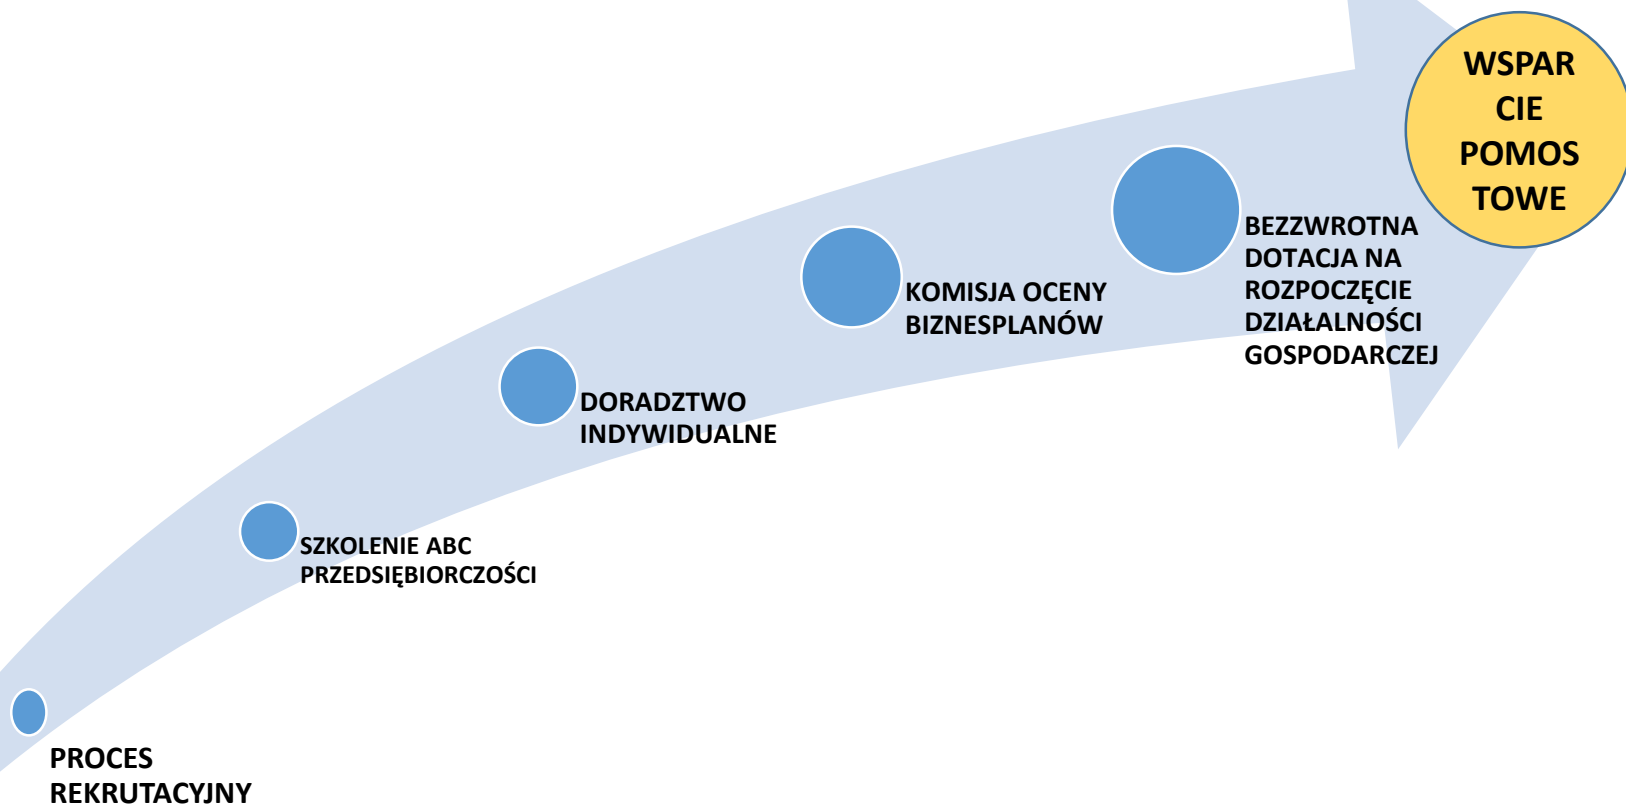 PROCES
REKRUTACYJNY
SZKOLENIE ABC
PRZEDSIĘBIORCZOŚCI
DORADZTWO
INDYWIDUALNE
KOMISJA OCENY
BIZNESPLANÓW
BEZZWROTNA
DOTACJA NA
ROZPOCZĘCIE
DZIAŁALNOŚCI
GOSPODARCZEJ
WSPAR
CIE
POMOS
TOWE